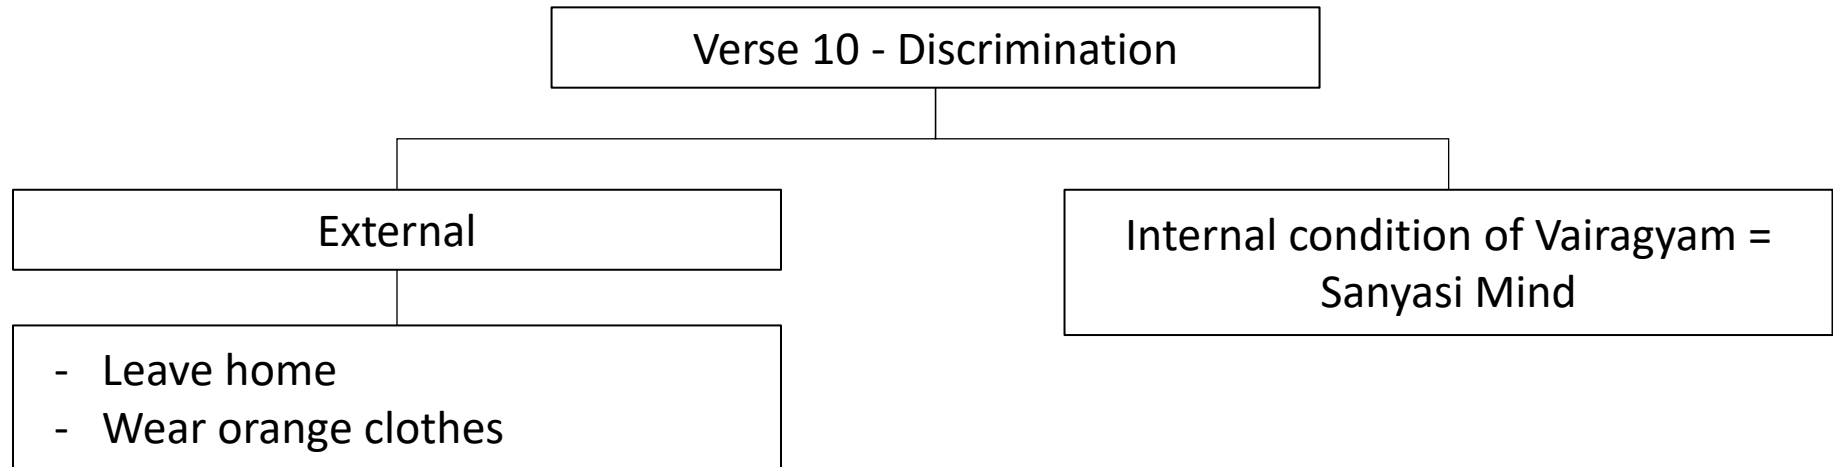 Verse 10 - Discrimination
External
Internal condition of Vairagyam =
Sanyasi Mind
- Leave home
- Wear orange clothes